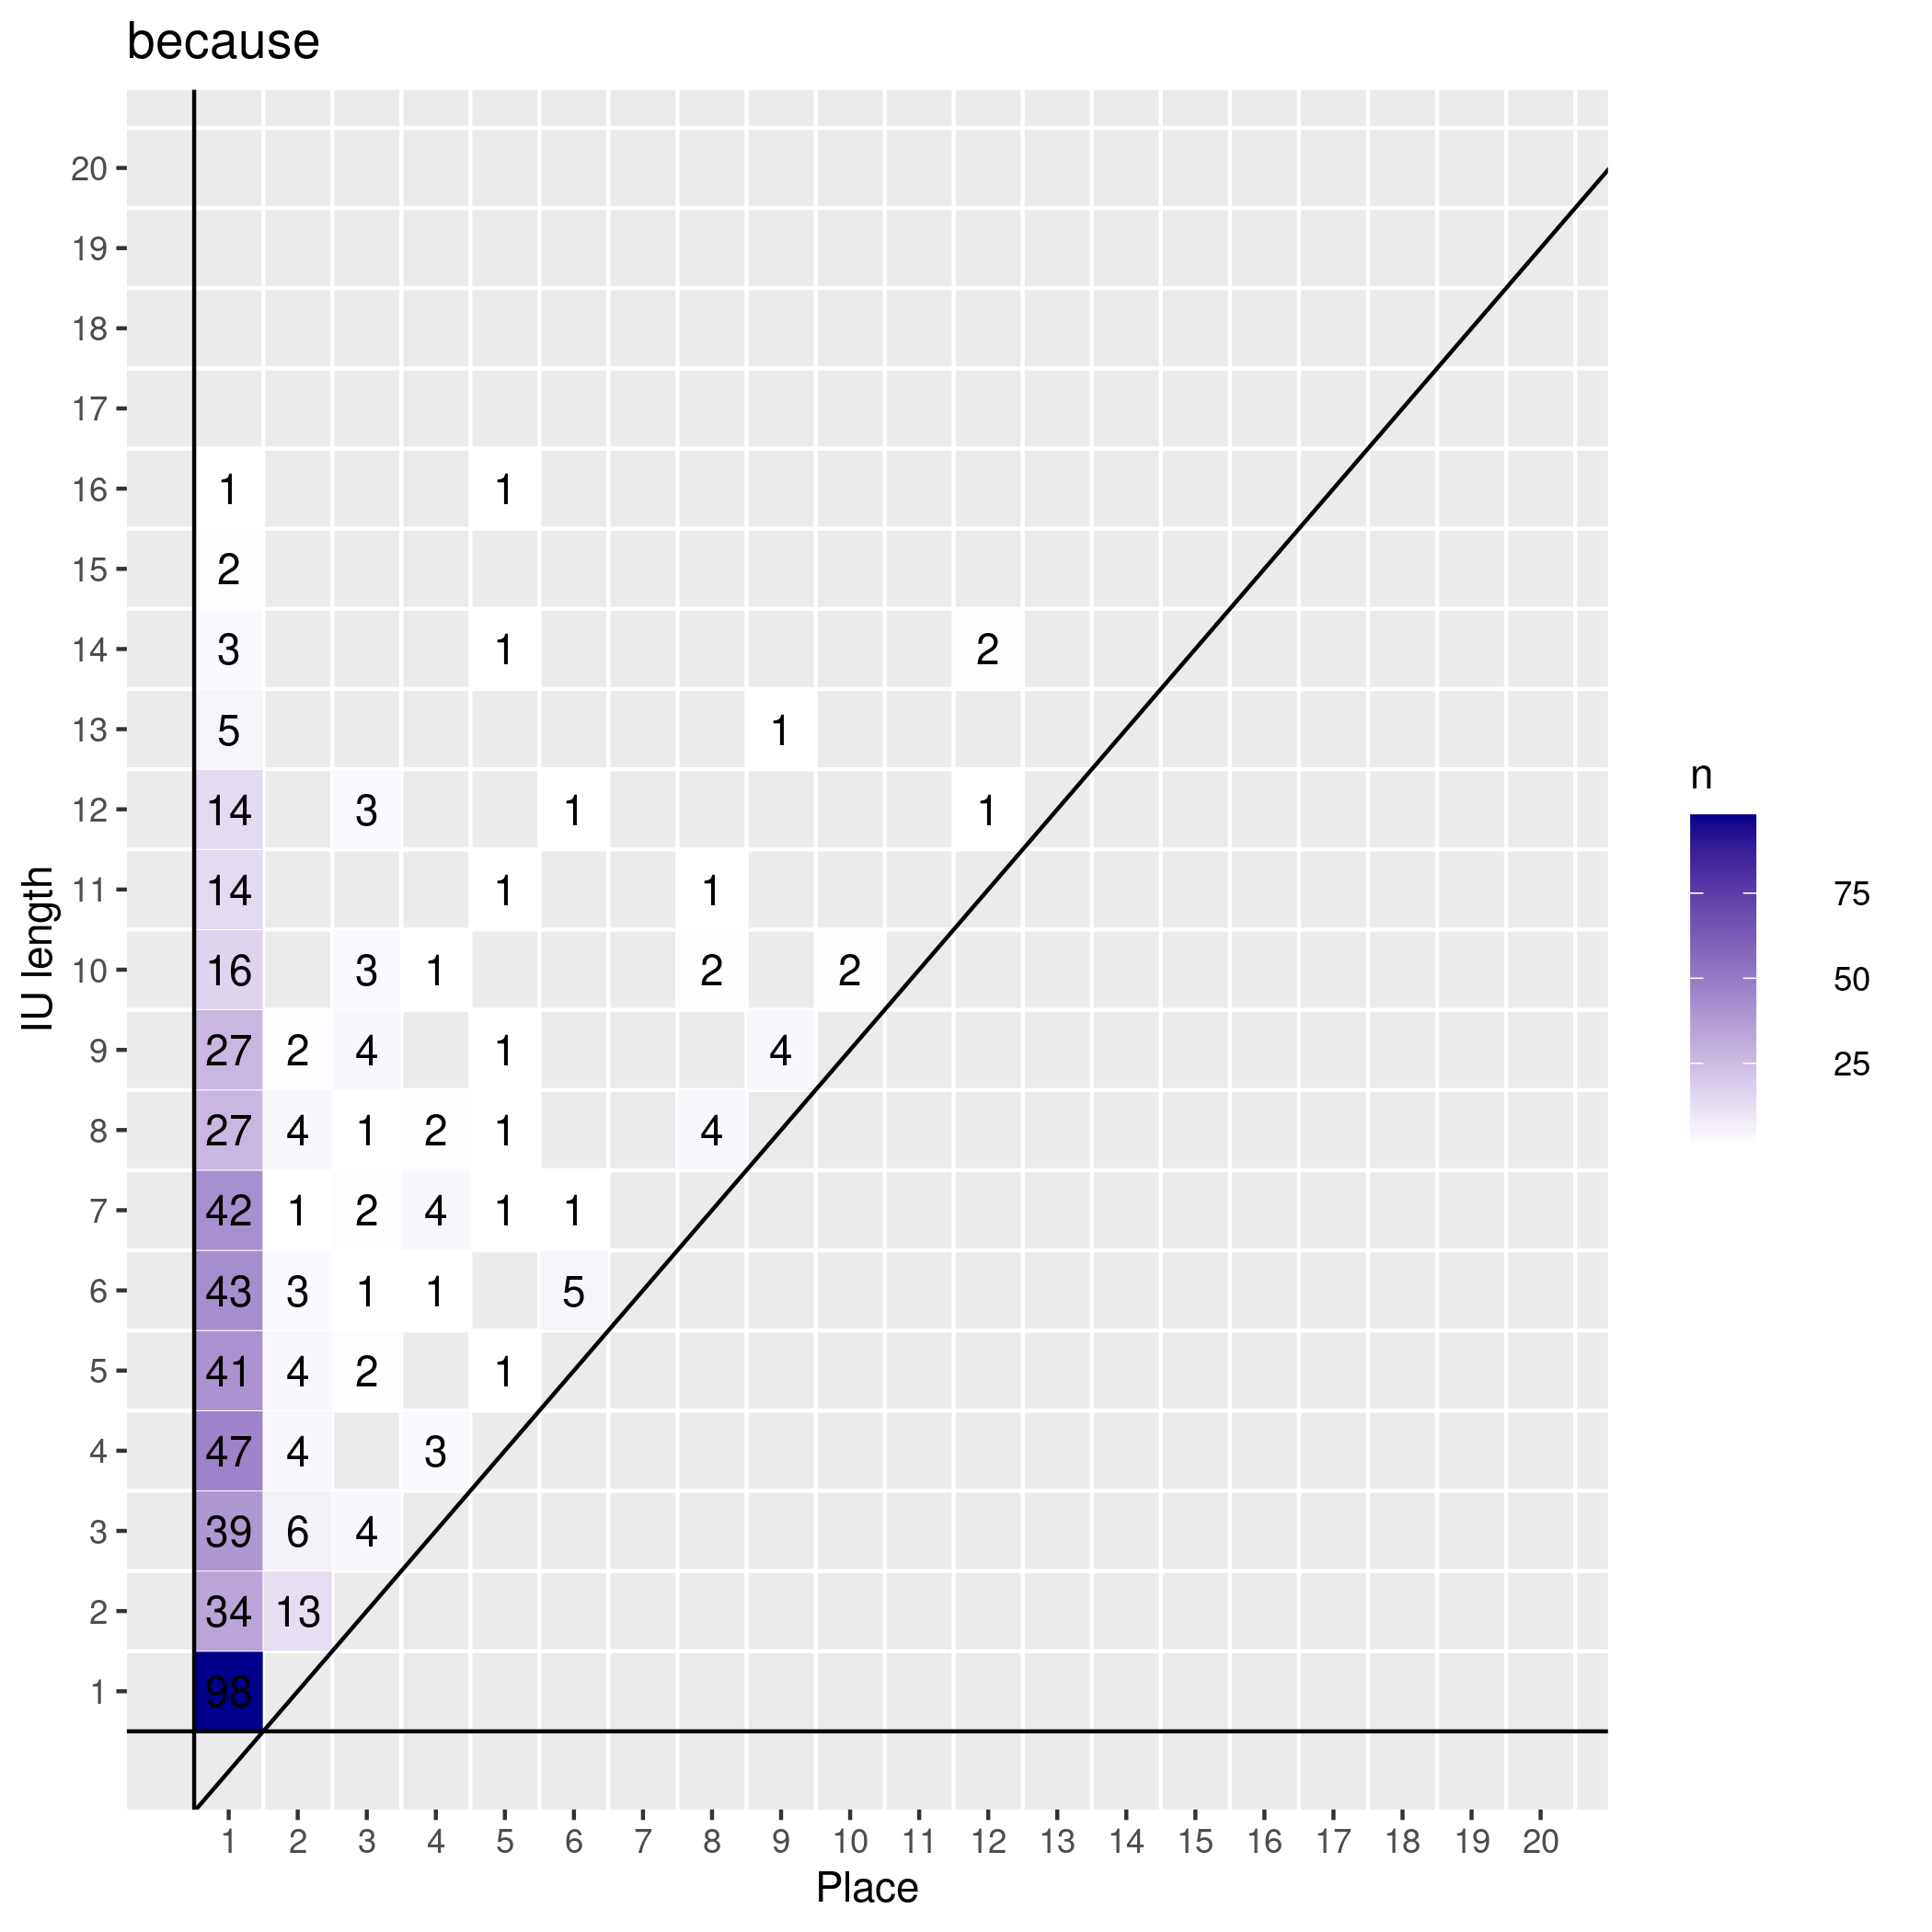 because
20
19
18
17
16 1 1
15 2
14 3 1 2
13 5 1
12 14 3 1 1
11 14 1 1
10 16 3 1 2 2
9 27 2 4 1 4
8 27 4 1 2 1 4
7 42 1 2 4 1 1
6 43 3 1 1 5
5 41 4 2 1
4 47 4 3
3 39 6 4
2 34 13
1 98
1 2 3 4 5 6 7 8 9 10 11 12 13 14 15 16 17 18 19 20
Place
IU length
n
75
50
25